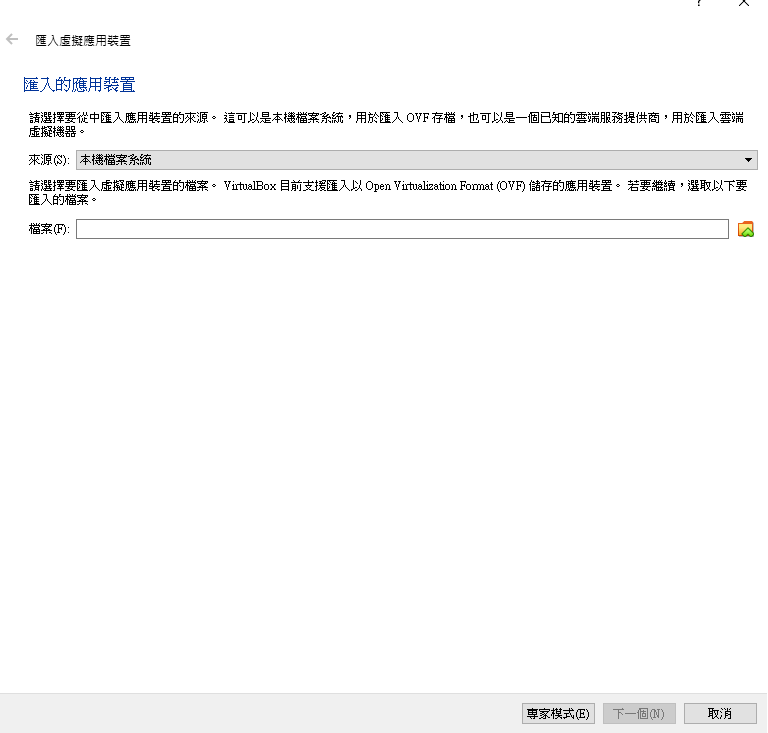 ?
匯入虛擬應用裝置
匯入的應用裝置
請選擇要從中匯入應用裝置的來源。 這可以是本機檔案系統，用於匯入 OVF 存檔，也可以是一個已知的雲端服務提供商，用於匯入雲端
虛擬機器。
來源(S): 本機檔案系統
請選擇要匯入虛擬應用裝置的檔案。 VirtualBox 目前支援匯入以 Open Virtualization Format (OVF) 儲存的應用裝置。 若要繼續，選取以下要
匯入的檔案。
檔案(F):
專家模式(E) 下一個(N) 取消